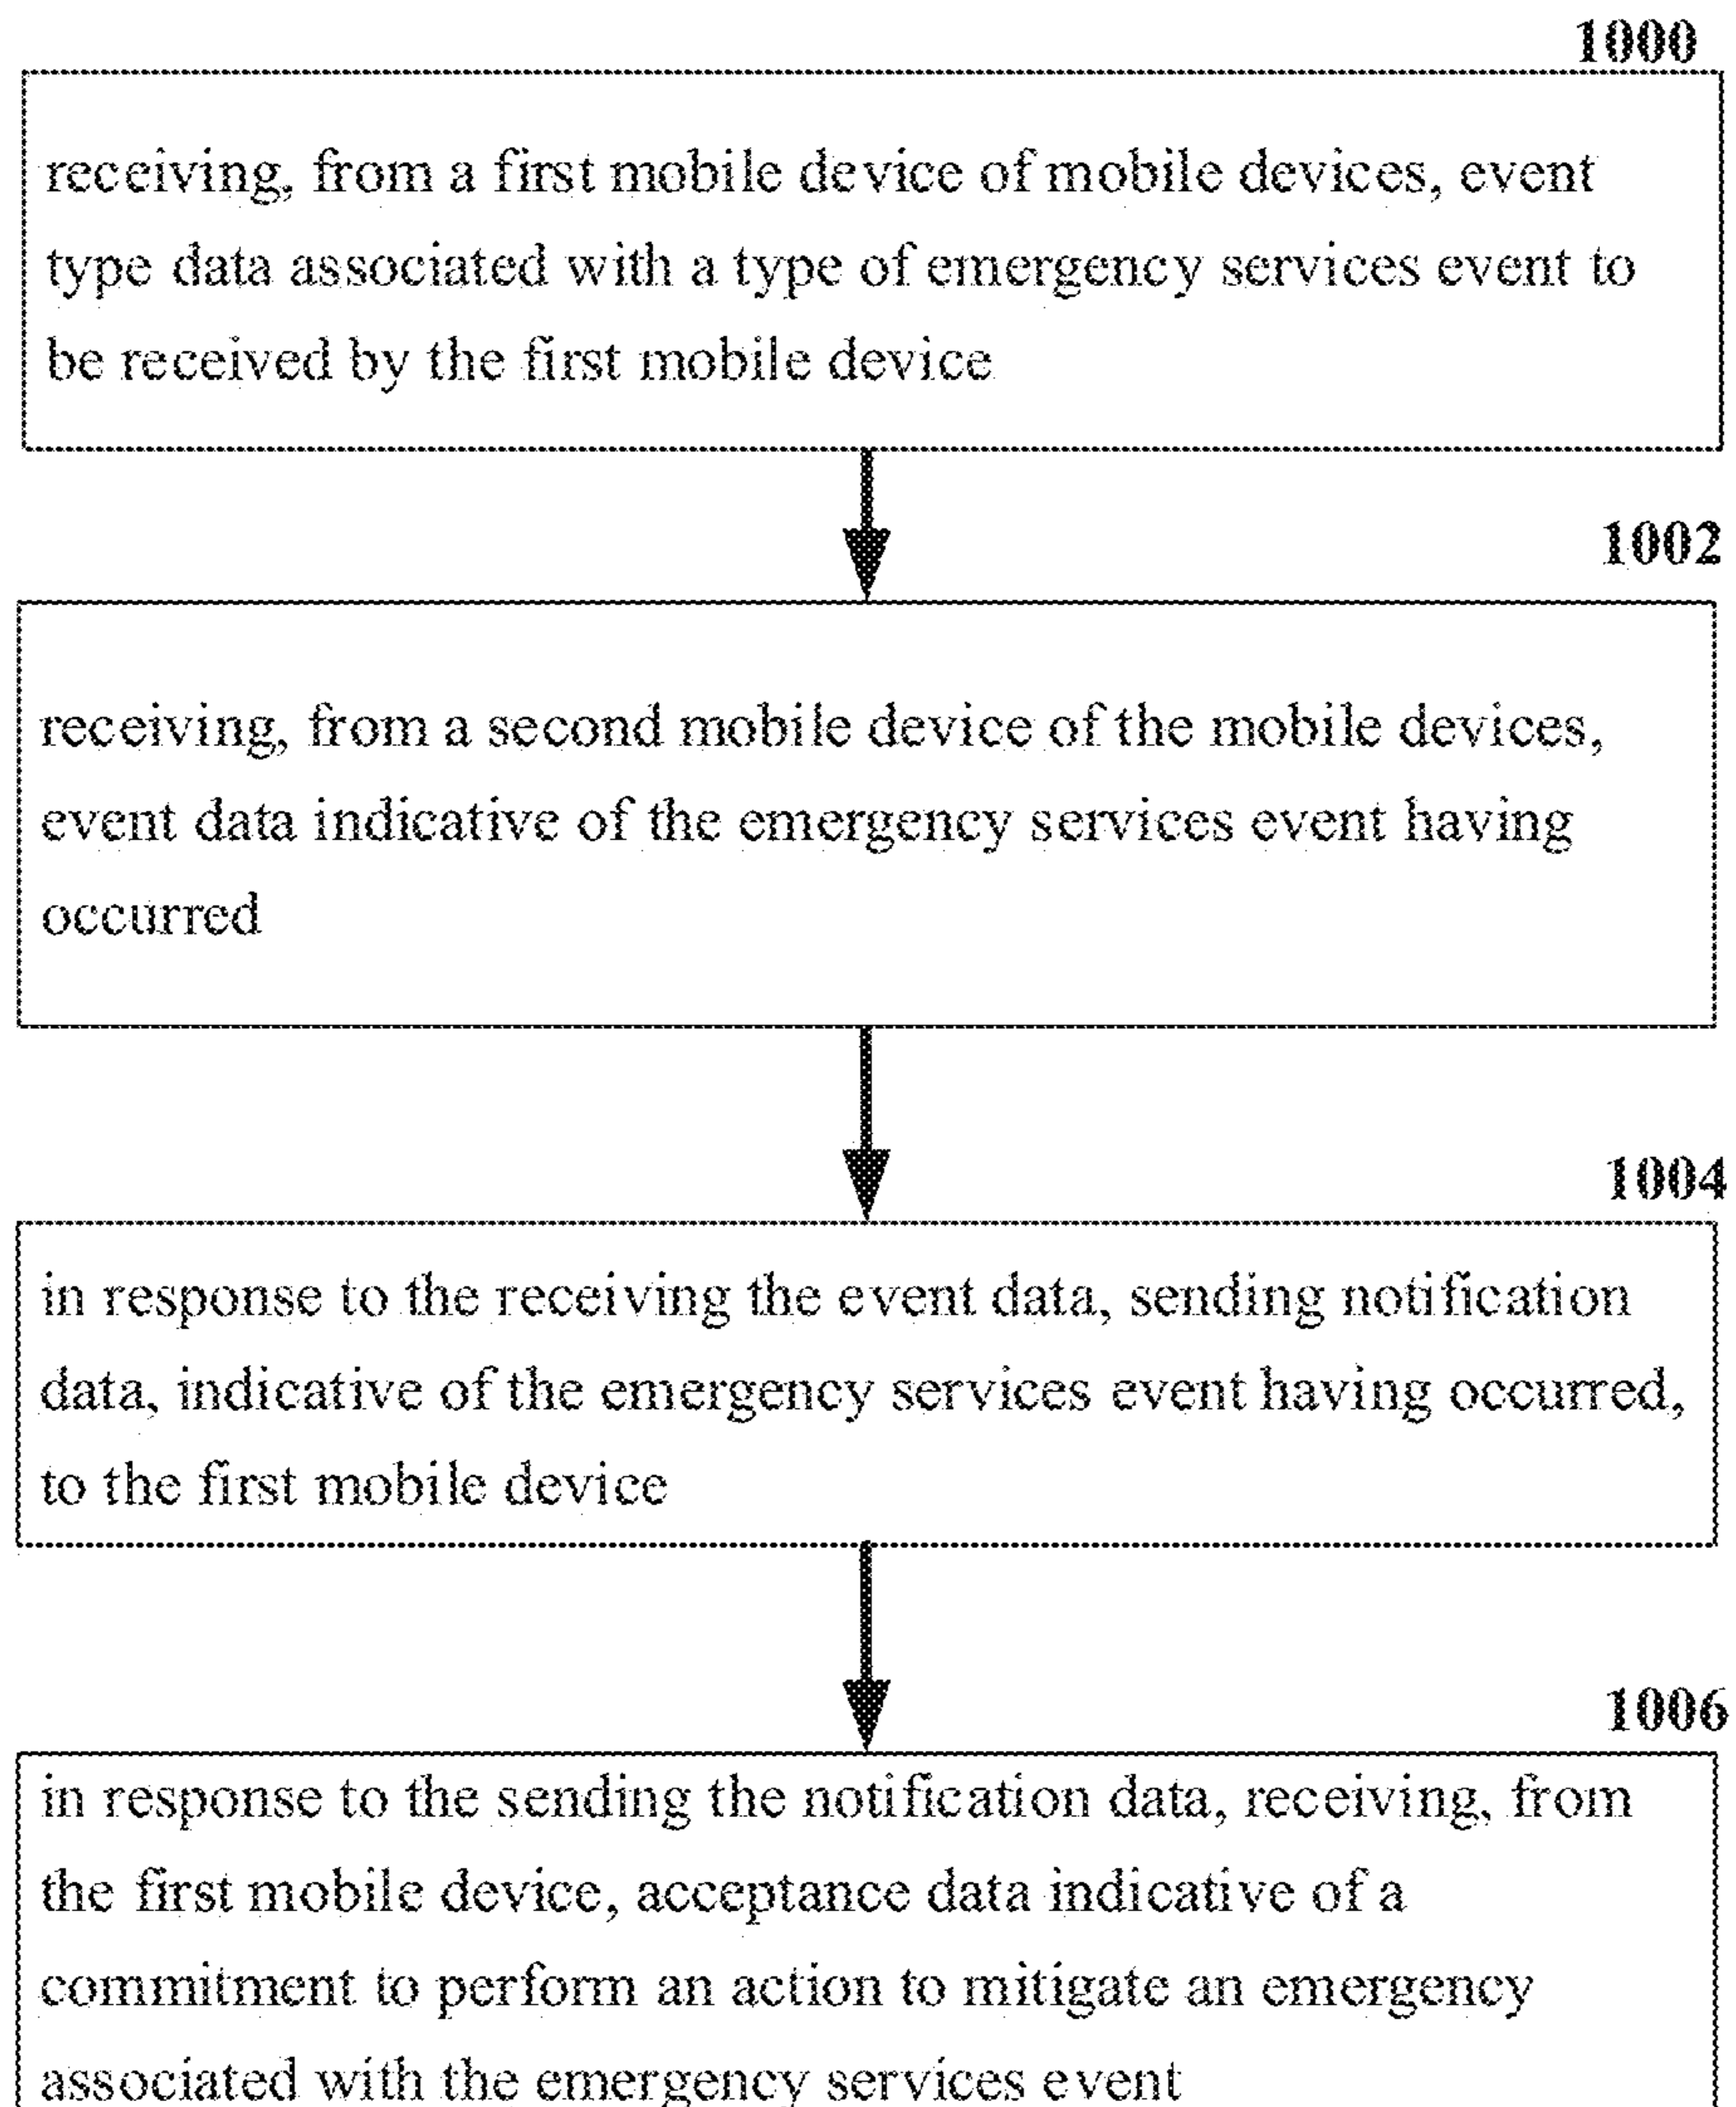 1000
receiving, from a first mobile device of mobile devices, event
type data associated with a type of emergency services event to
be received by the first mobile device
1002
receiving, from a second mobile device of the mobile devices,
event data indicative of the emergency services event having
occurred
1004
in response to the receiving the event data, sending notification
data, indicative of the emergency services event having occurred,
to the first mobile device
1006
in response to the sending the notification data, receiving, from
the first mobile device, acceptance data indicative of a
commitment to perform an action to mitigate an emergency
associated with the emergency services event